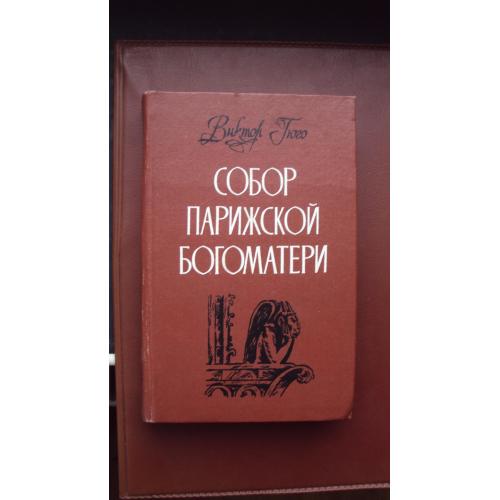 Виктор Гюго
СОБОР
ПАРИЖСКОЙ
БОГОМАТЕРИ